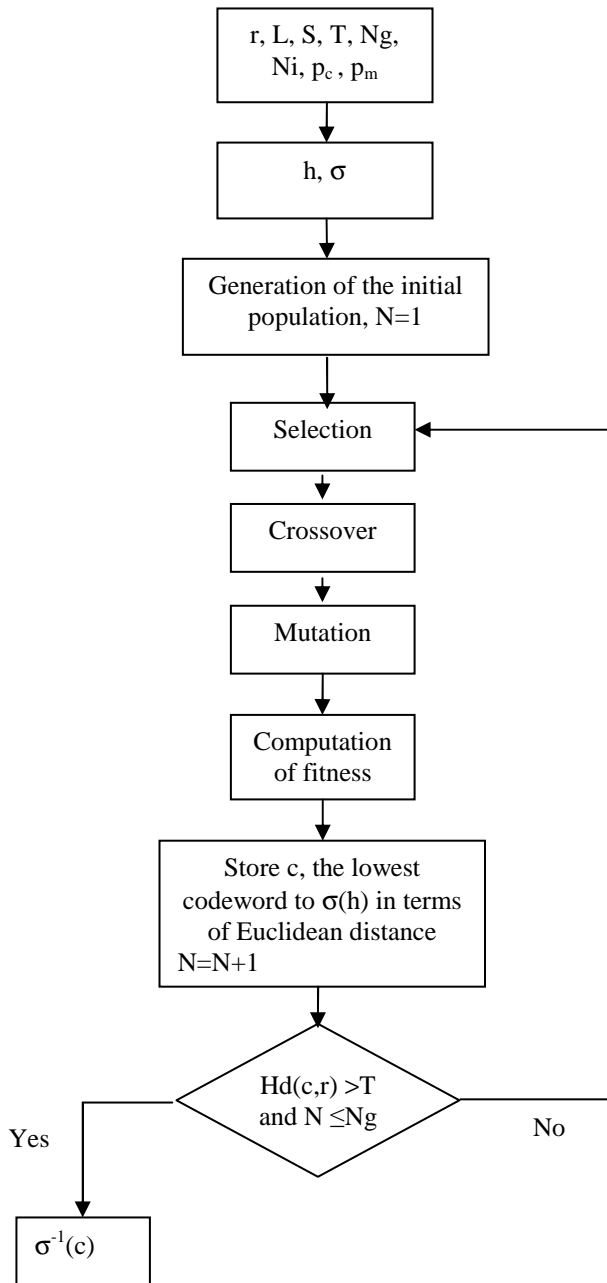 r, L, S, T, Ng,
Ni, pc , pm
h, σ
Generation of the initial
population, N=1
Selection
Crossover
Mutation
Computation
of fitness
Store c, the lowest
codeword to σ(h) in terms
of Euclidean distance
N=N+1
Hd(c,r) >T
and N ≤Ng
Yes
No
σ-1(c)